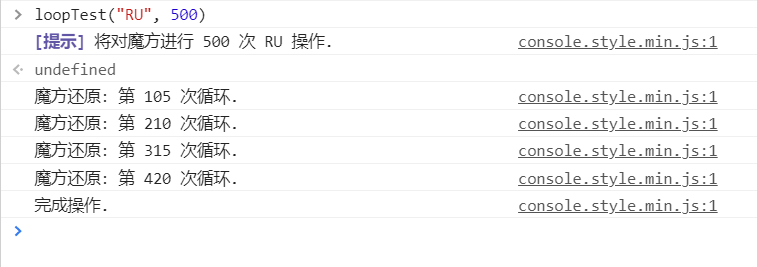 > loopTest("RU", 500)
[提示] 将对魔方进行 500 次 RU 操作. console.style.min.js:1
undefined
魔方还原: 第 105 次循环. console.style.min.js:1
魔方还原: 第 210 次循环. console.style.min.js:1
魔方还原: 第 315 次循环. console.style.min.js:1
魔方还原: 第 420 次循环. console.style.min.js:1
完成操作. console.style.min.js:1
>